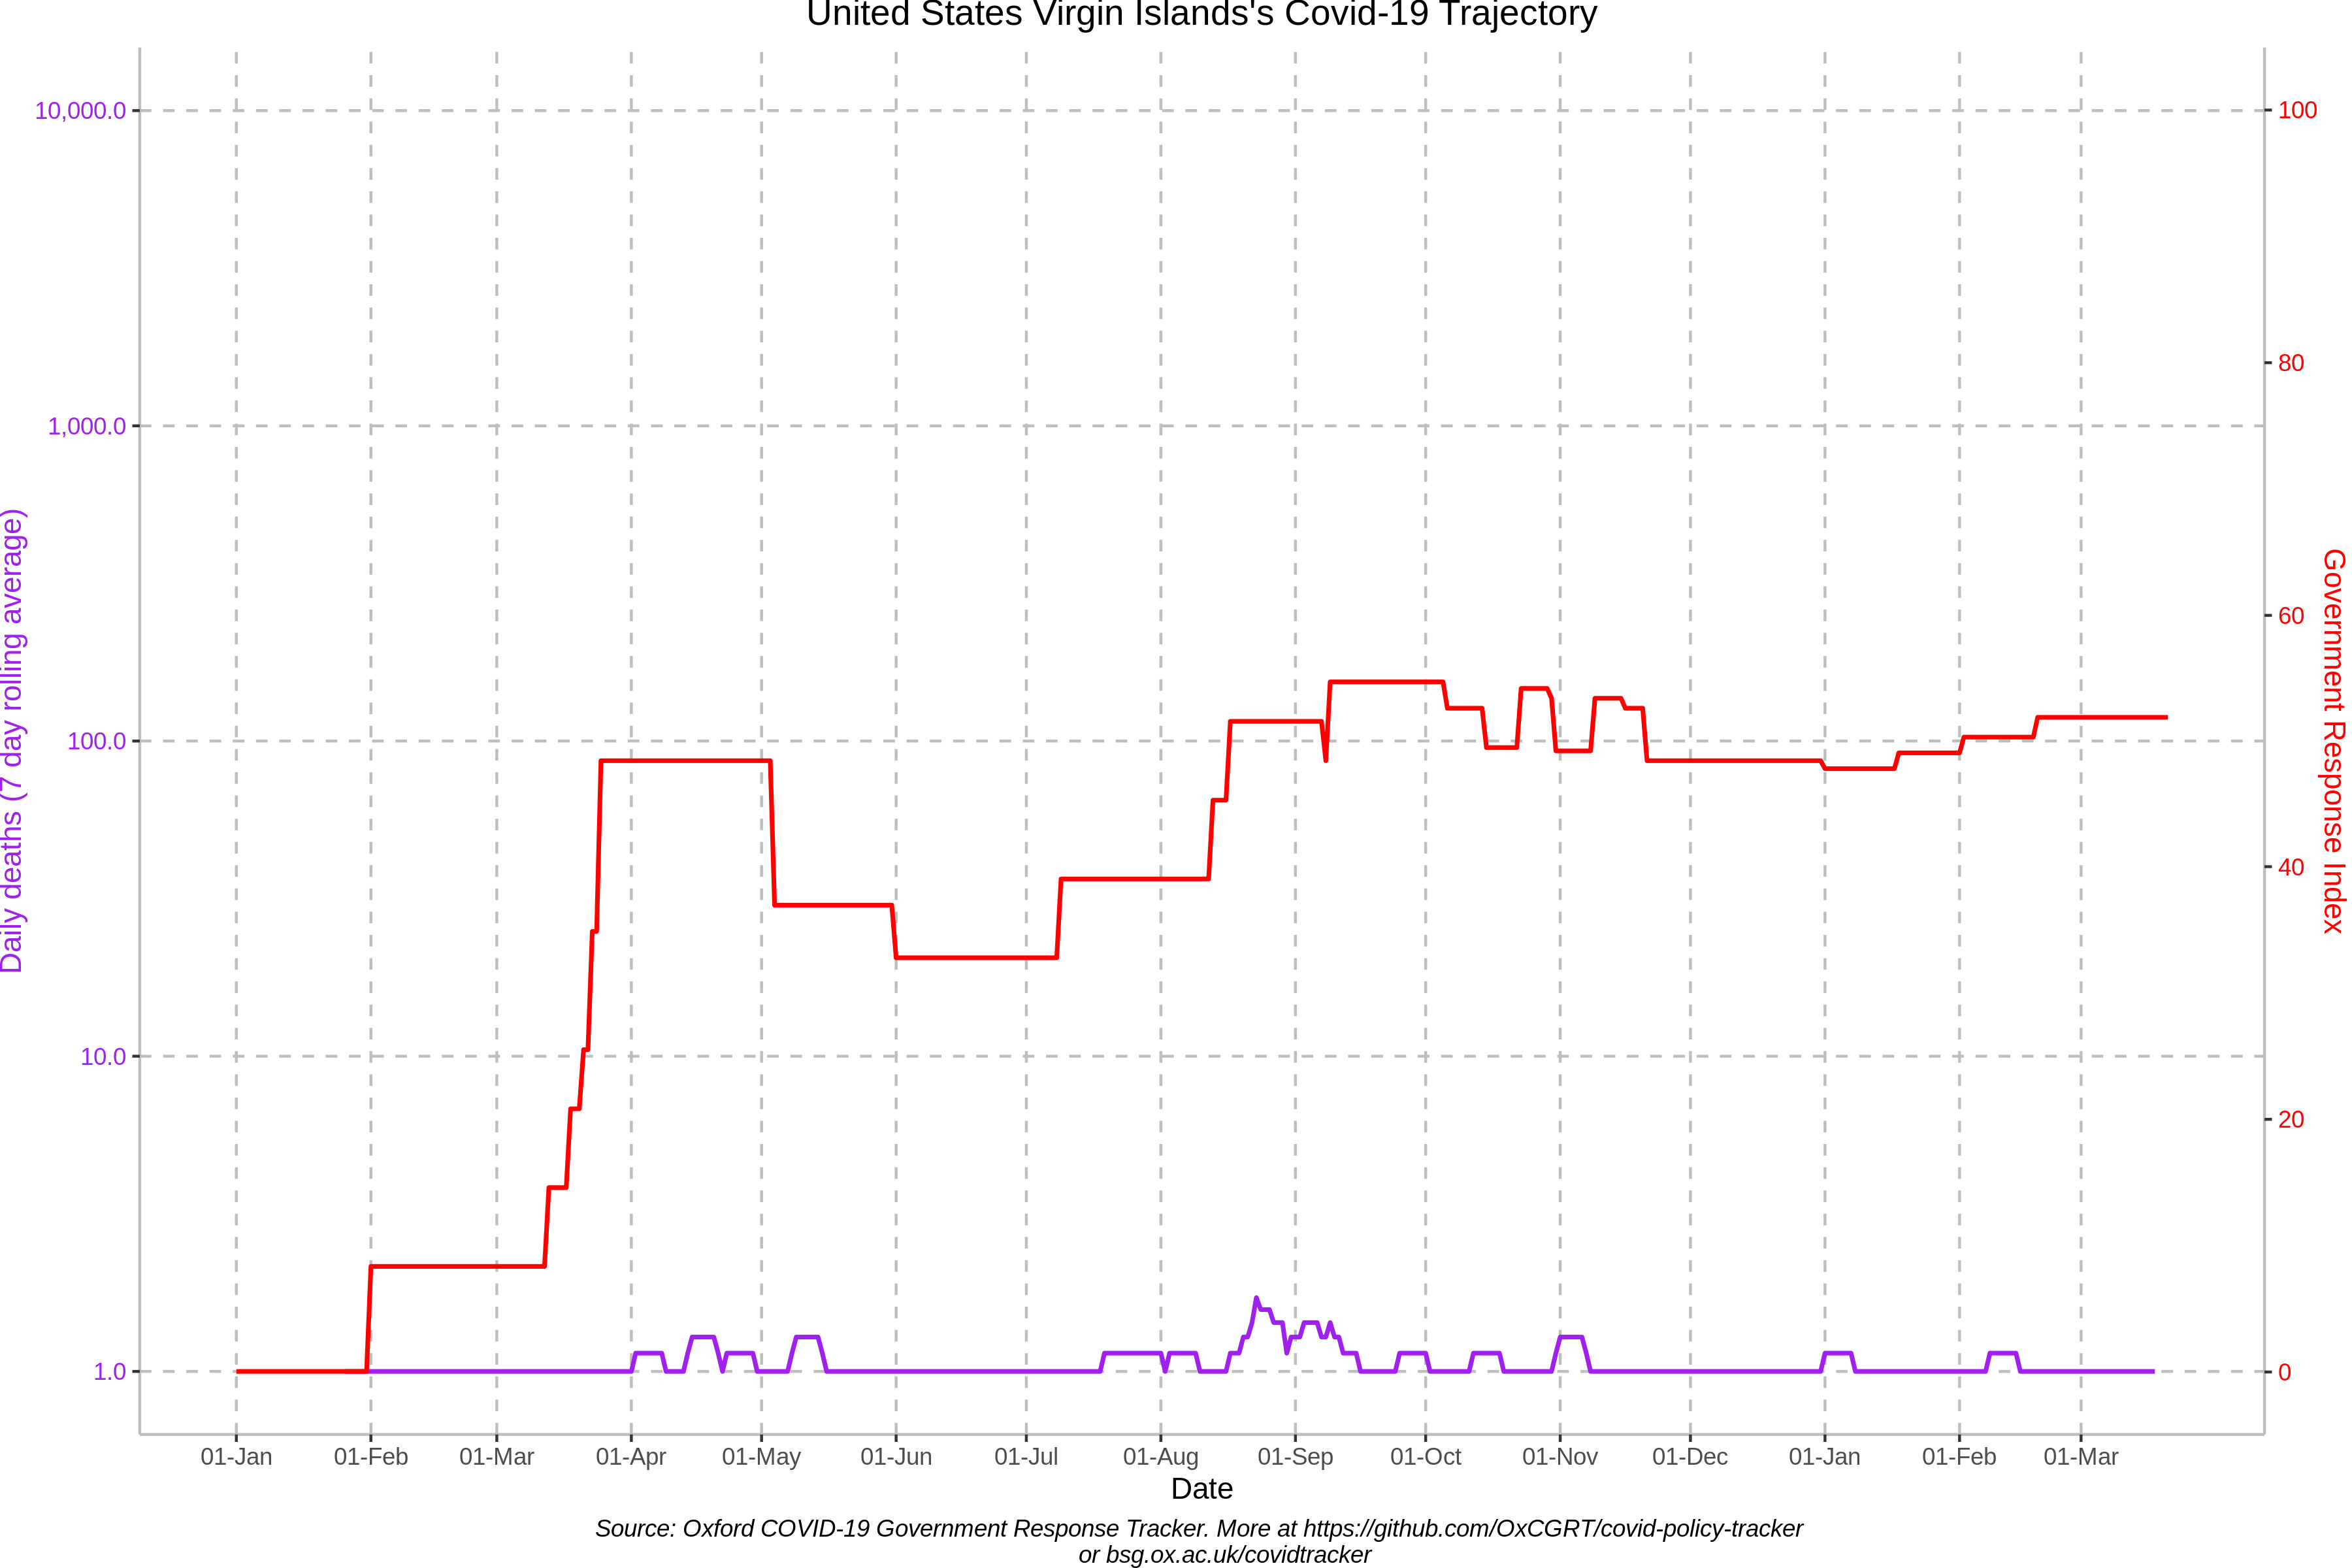 United States Virgin Islands's Covid-19 Trajectory
10,000.0
1,000.0
100.0
10.0
1.0
Daily deaths (7 day rolling average)
100
80
60
40
20
0
Government Response Index
01-Jan 01-Feb 01-Mar 01-Apr 01-May 01-Jun 01-Jul 01-Aug 01-Sep 01-Oct 01-Nov 01-Dec 01-Jan 01-Feb 01-Mar
Date
Source: Oxford COVID-19 Government Response Tracker. More at https://github.com/OxCGRT/covid-policy-tracker
or bsg.ox.ac.uk/covidtracker